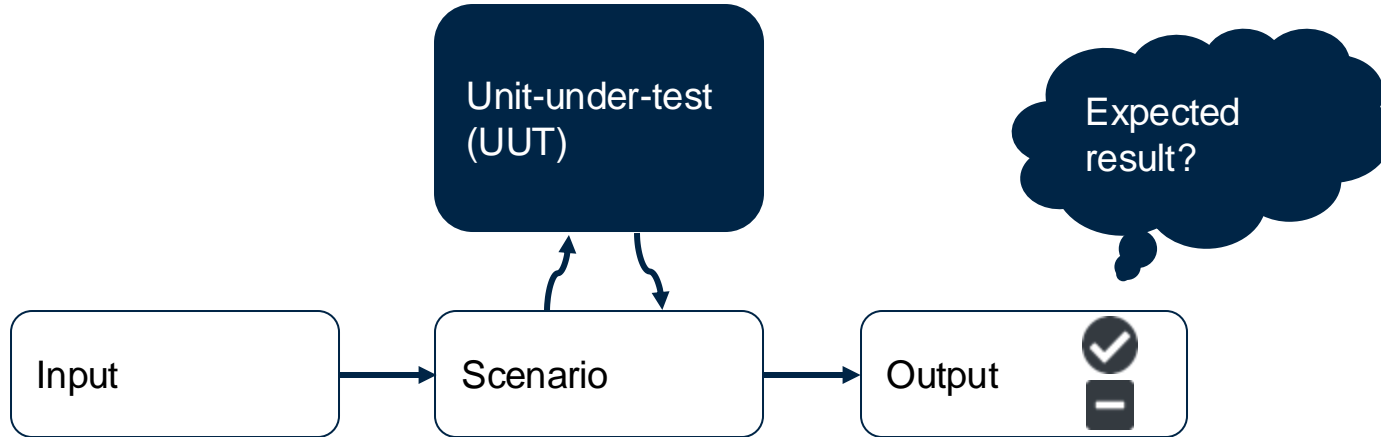 Unit-under-test
(UUT)
Expected
result?
Input
Scenario
Output